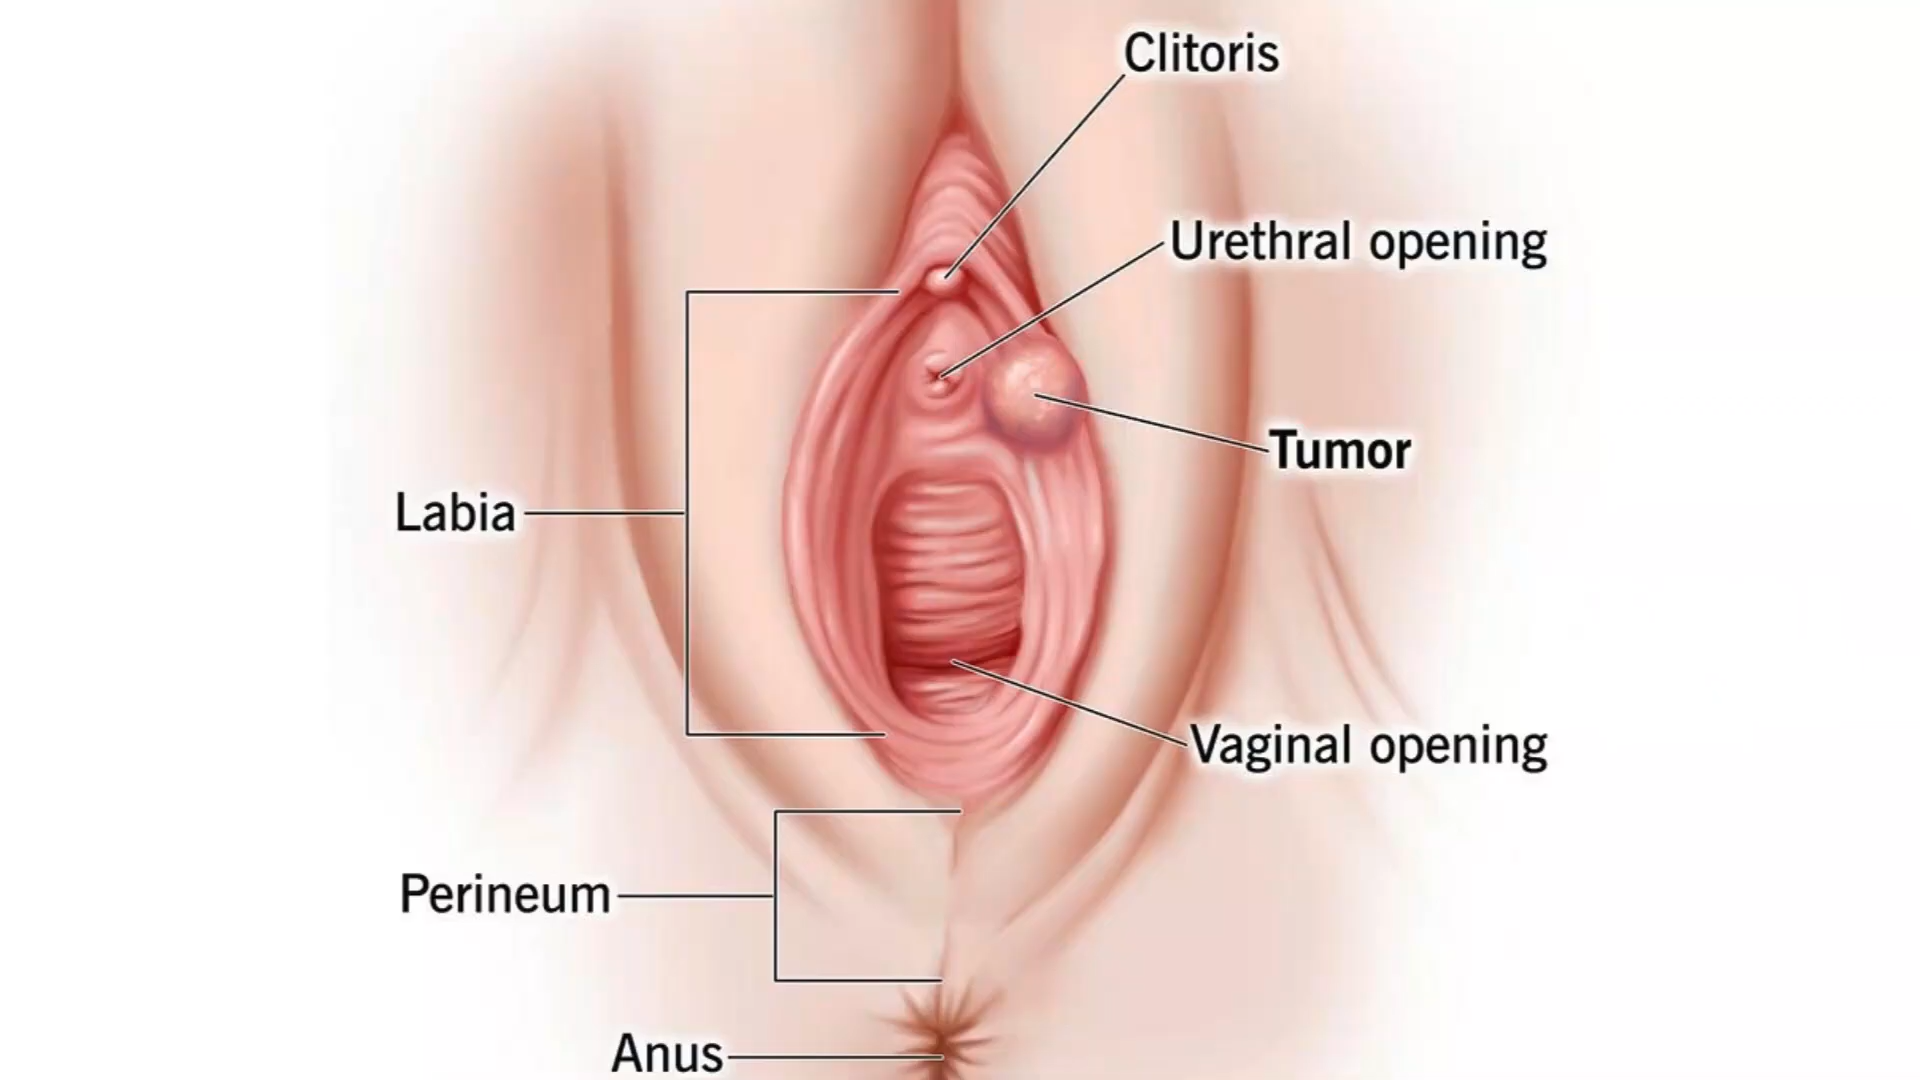 Clitoris
Urethral opening
Tumor
Labia
Vaginal opening
Perineum
Anus